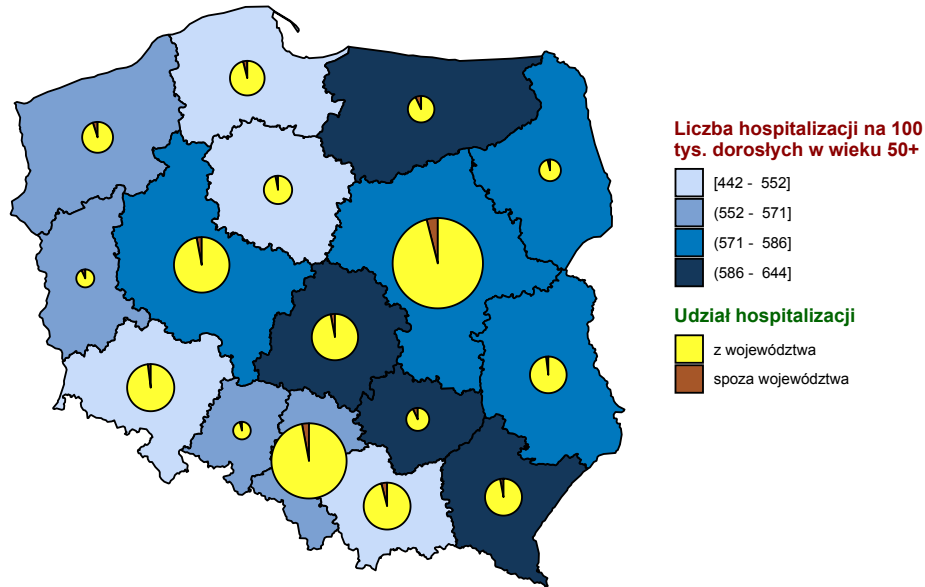 Liczba hospitalizacji na 100
tys. dorosłych w wieku 50+
[442 - 552]
(552 - 571]
(571 - 586]
(586 - 644]
Udział hospitalizacji
z województwa
spoza województwa